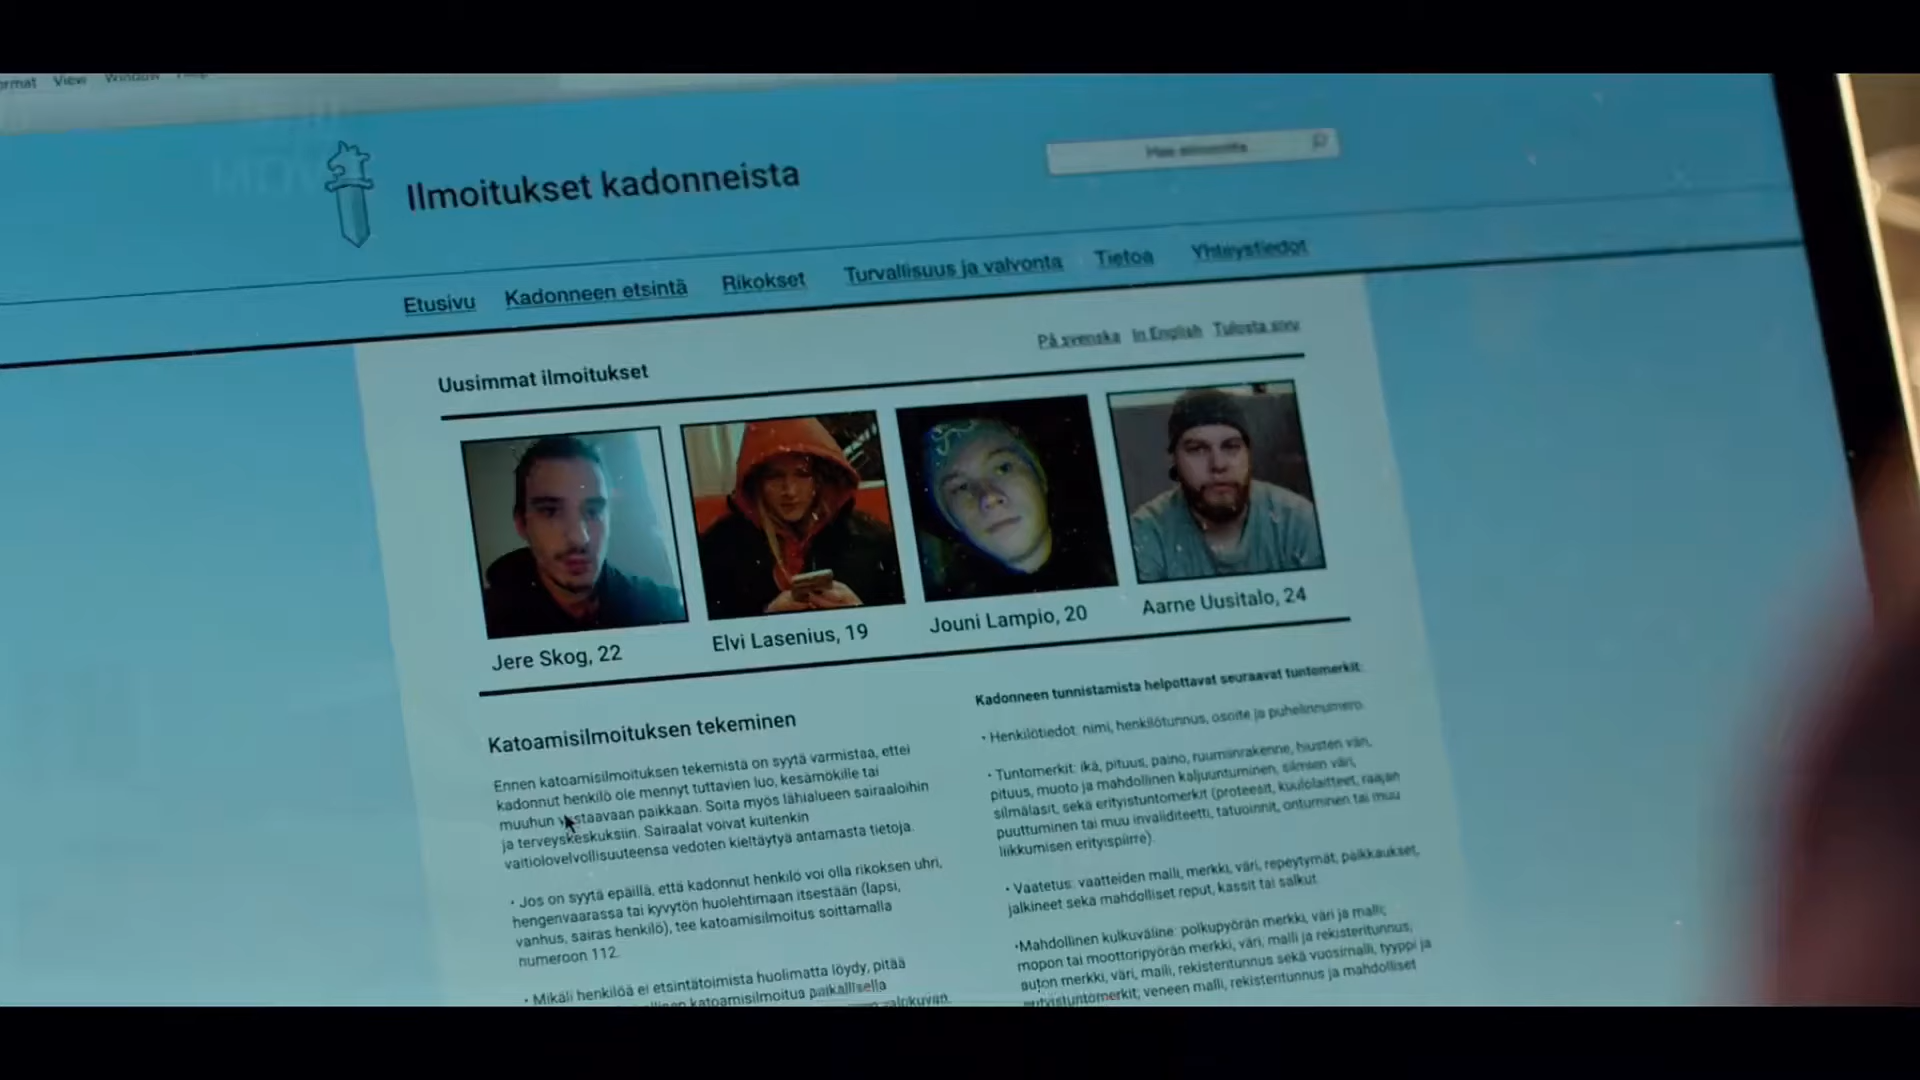 View Window
Ilmoitukset kadonneista
Etusivu Kadonneen etsintä Rikokset Turvallisuus ja valvonta Tietoa Yhteystiedot
På svenska In English Tulosta sivu
Uusimmat ilmoitukset
Jere Skog, 22
Elvi Lasenius, 19
Jouni Lampio, 20
Aarne Uusitalo, 24
Katoamisilmoituksen tekeminen
Ennen katoamisilmoituksen tekemistä on syytä varmistaa, ettei
kadonnut henkilö ole mennyt tuttavien luo, kesämökille tai
muuhun vastaavaan paikkaan. Soita myös lähialueen sairaaloihin
ja terveyskeskuksiin. Sairaalat voivat kuitenkin
vaitiolovelvollisuuteensa vedoten kieltäytyä antamasta tietoja.
• Jos on syytä epäillä, että kadonnut henkilö voi olla rikoksen uhri,
hengenvaarassa tai kyvytön huolehtimaan itsestään (lapsi,
vanhus, sairas henkilö), tee katoamisilmoitus soittamalla
numeroon 112.
• Mikäli henkilöä ei etsintätoimista huolimatta löydy, pitää
katoamisilmoitus paikallisella
Kadonneen tunnistamista helpottavat seuraavat tuntomerkit:
• Henkilötiedot: nimi, henkilötunnus, osoite ja puhelinnumero.
• Tuntomerkit: ikä, pituus, paino, ruumiinrakenne, hiusten väri,
pituus, muoto ja mahdollinen kaljuuntuminen, silmien väri,
silmälasit, sekä erityistuntomerkit (proteesit, kuulolaitteet, raajan
puuttuminen tai muu invaliditeetti, tatuoinnit, ontuminen tai muu
liikkumisen erityispiirre).
• Vaatetus: vaatteiden malli, merkki, väri, repeytymät, paikkaukset,
jalkineet sekä mahdolliset reput, kassit tai salkut.
•Mahdollinen kulkuväline: polkupyörän merkki, väri ja malli;
mopon tai moottoripyörän merkki, väri, malli ja rekisteritunnus,
auton merkki, väri, malli, rekisteritunnus sekä vuosimalli, tyyppi ja
erityistuntomerkit; veneen malli, rekisteritunnus ja mahdolliset